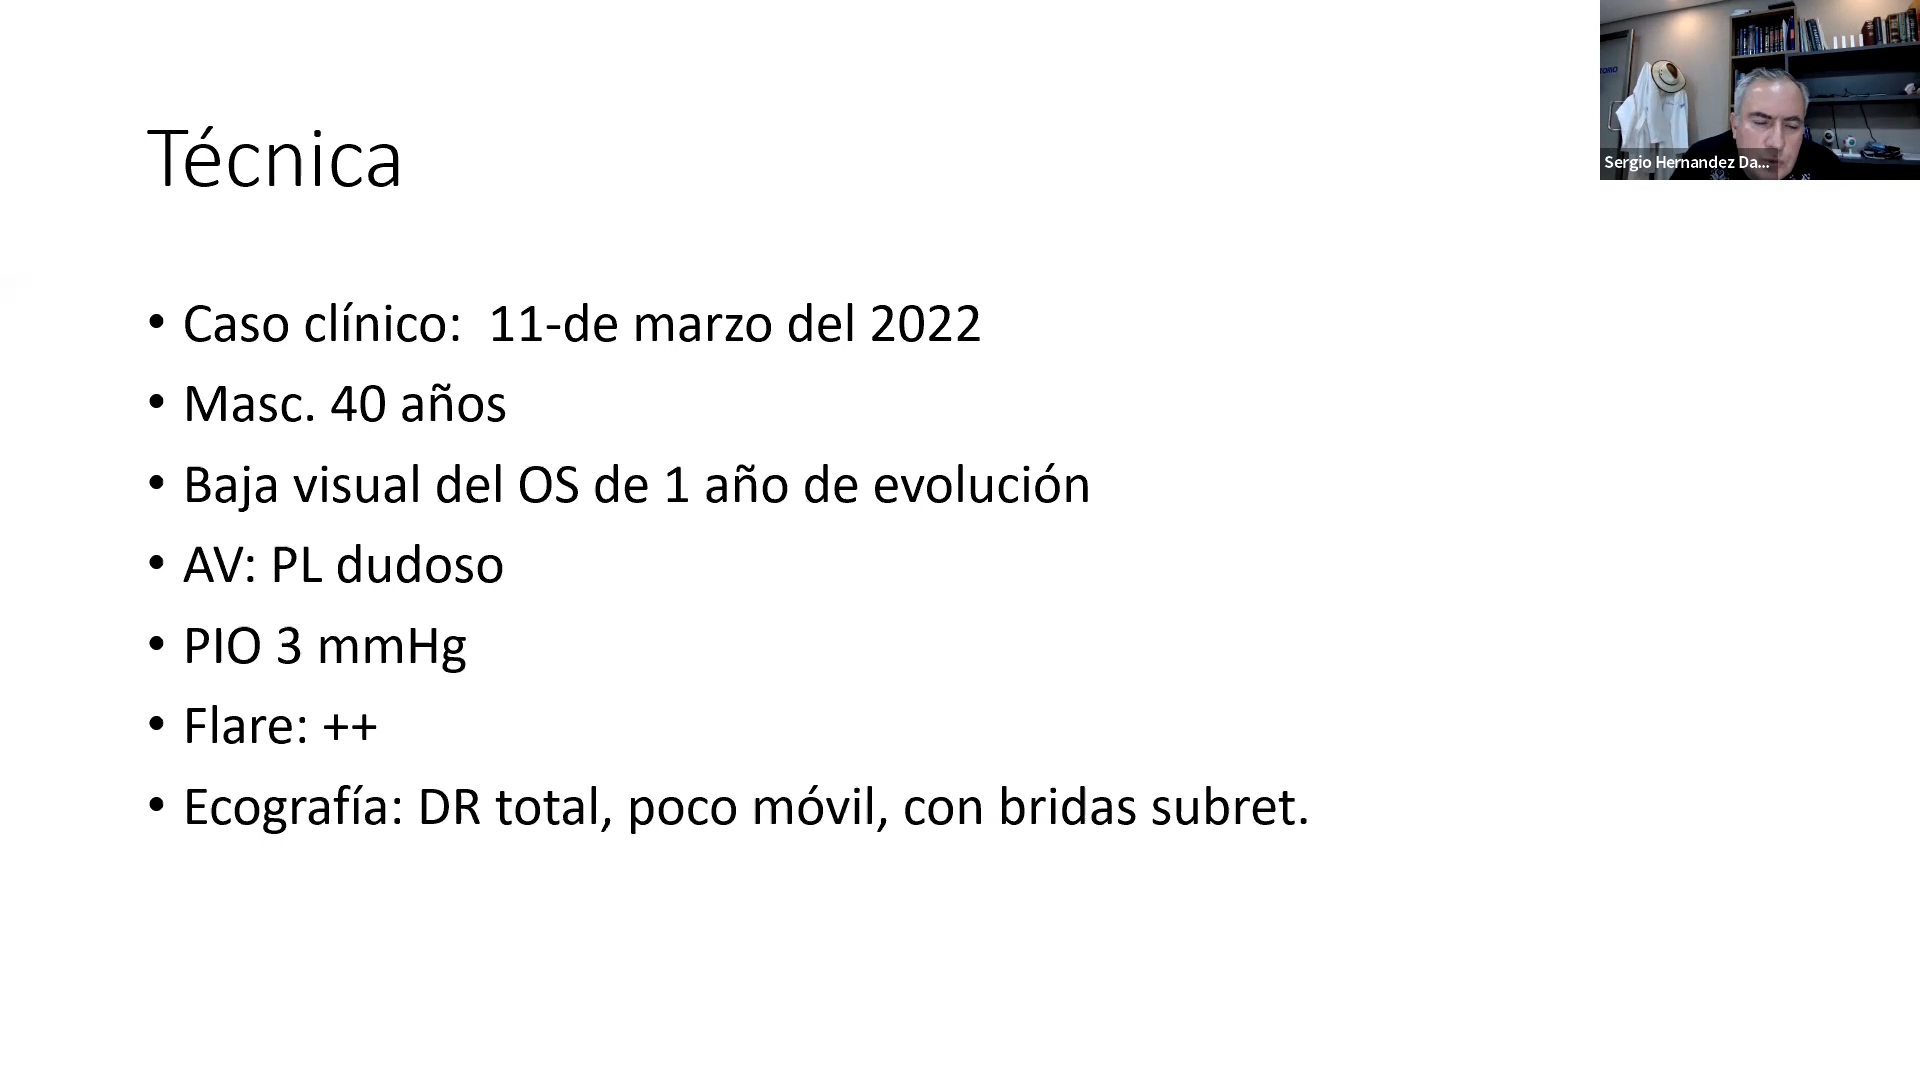 Técnica
• Caso clínico:  11-de marzo del 2022
• Masc. 40 años
• Baja visual del OS de 1 año de evolución
• AV: PL dudoso
• PIO 3 mmHg
• Flare: ++
• Ecografía: DR total, poco móvil, con bridas subret.
Sergio Hernandez Da...